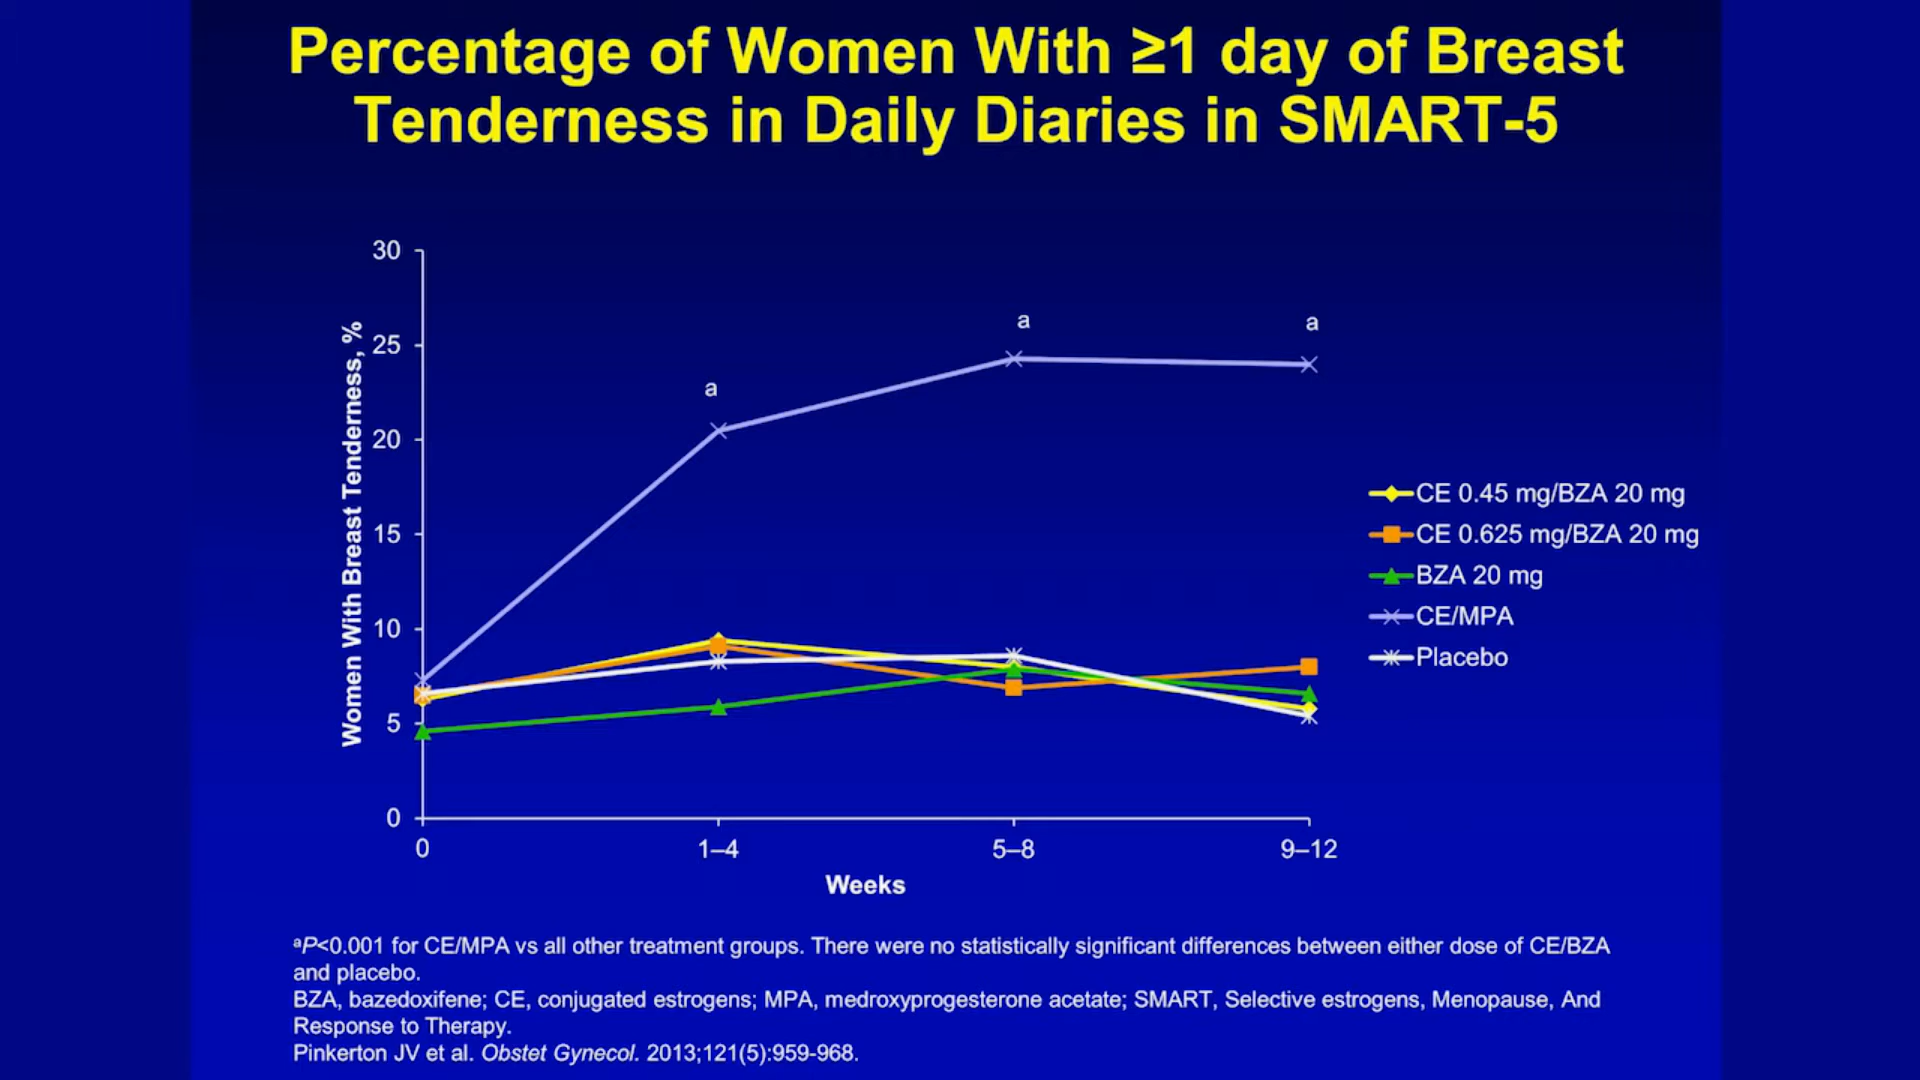 Percentage of Women With ≥1 day of Breast
Tenderness in Daily Diaries in SMART-5
Women With Breast Tenderness, %
30
25
20
15
10
5
0
a
a
a
0
1–4
5–8
9–12
Weeks
CE 0.45 mg/BZA 20 mg
CE 0.625 mg/BZA 20 mg
BZA 20 mg
CE/MPA
Placebo
ᵃP<0.001 for CE/MPA vs all other treatment groups. There were no statistically significant differences between either dose of CE/BZA
and placebo.
BZA, bazedoxifene; CE, conjugated estrogens; MPA, medroxyprogesterone acetate; SMART, Selective estrogens, Menopause, And
Response to Therapy.
Pinkerton JV et al. Obstet Gynecol. 2013;121(5):959-968.